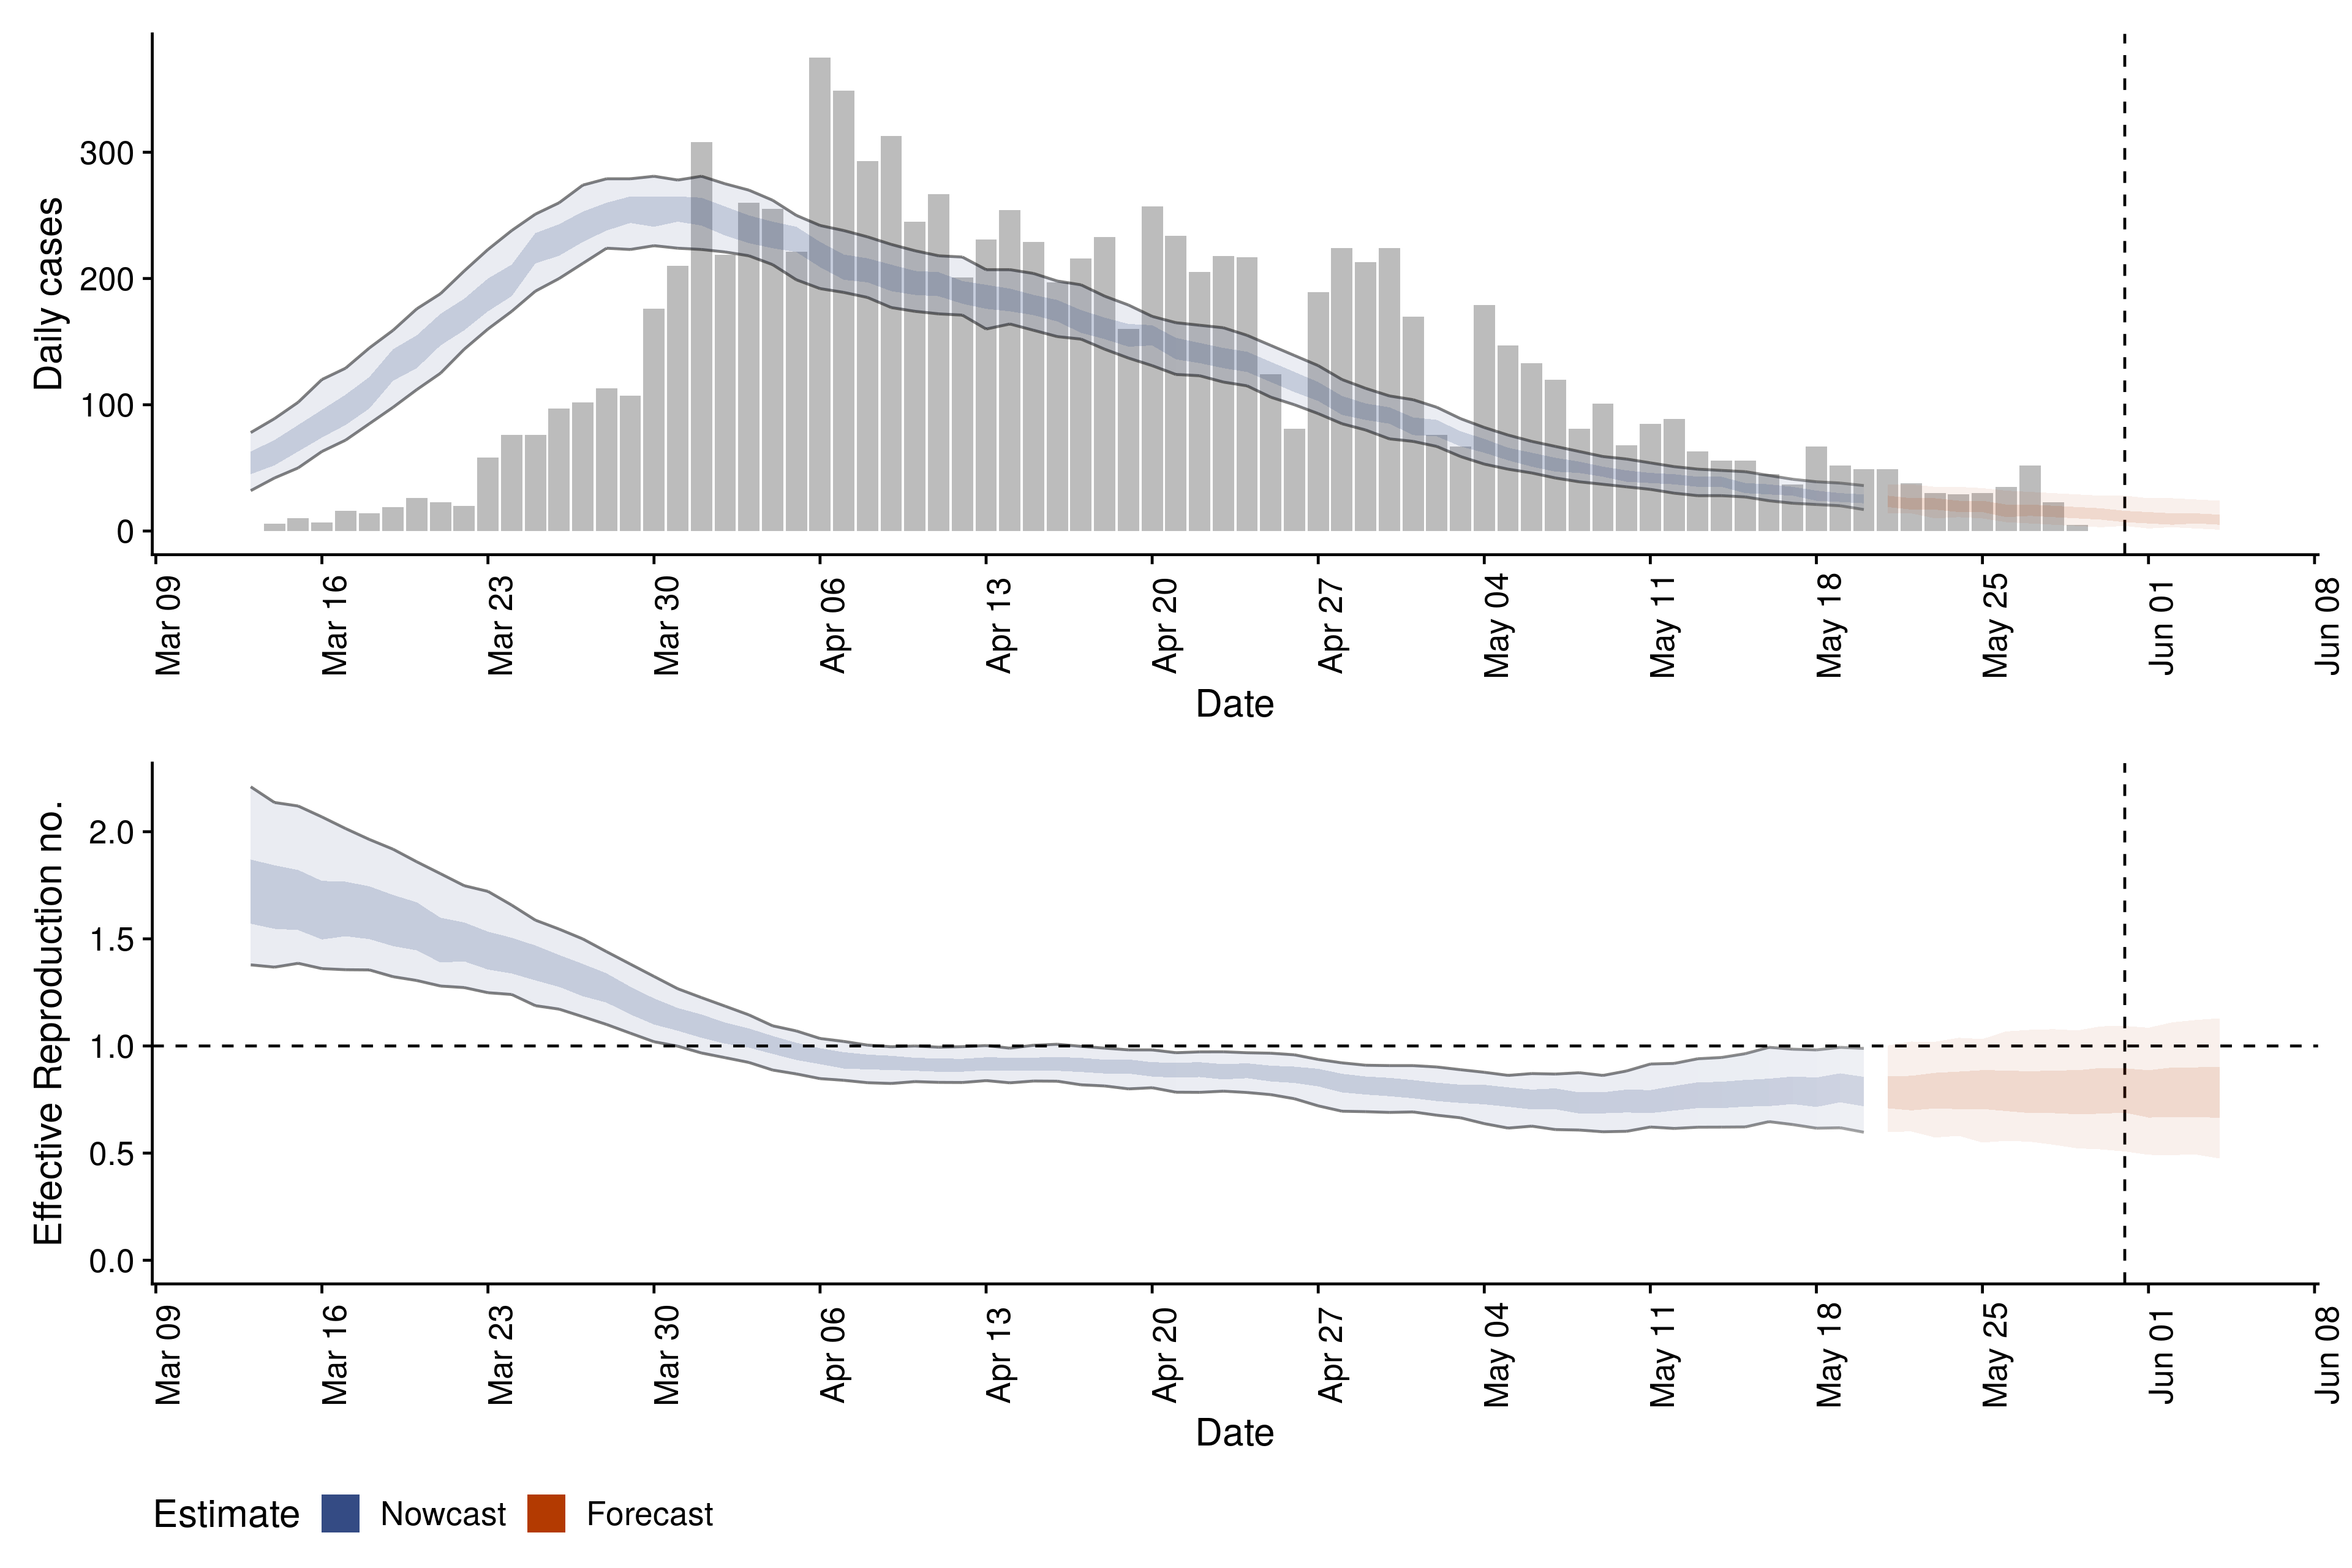 Daily cases
300
200
100
0
Mar 09
Mar 16
Mar 23
Mar 30
Apr 06
Apr 13
Apr 20
Apr 27
May 04
May 11
May 18
May 25
Jun 01
Jun 08
Date
Effective Reproduction no.
2.0
1.5
1.0
0.5
0.0
Mar 09
Mar 16
Mar 23
Mar 30
Apr 06
Apr 13
Apr 20
Apr 27
May 04
May 11
May 18
May 25
Jun 01
Jun 08
Date
Estimate Nowcast Forecast